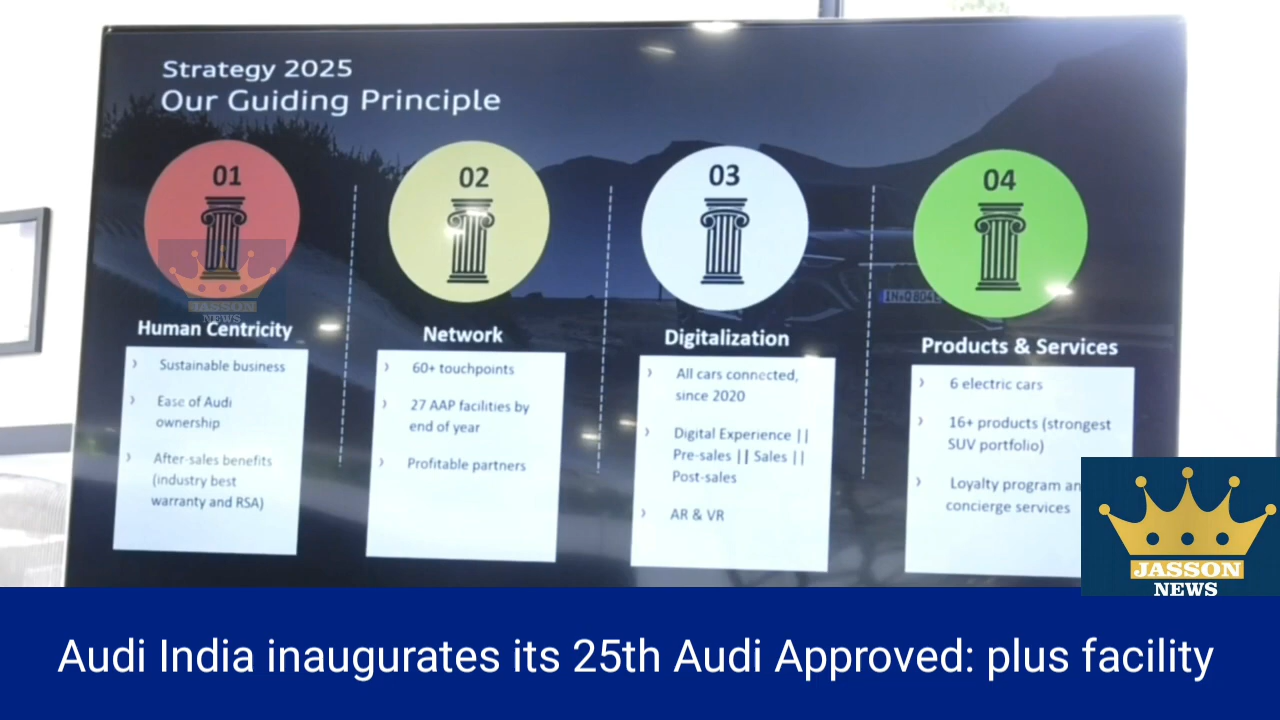 Strategy 2025
Our Guiding Principle
01
Human Centricity
› Sustainable business
› Ease of Audi
ownership
› After-sales benefits
(industry best
warranty and RSA)
02
Network
› 60+ touchpoints
› 27 AAP facilities by
end of year
› Profitable partners
03
Digitalization
› All cars connected,
since 2020
› Digital Experience ||
Pre-sales || Sales ||
Post-sales
› AR & VR
04
Products & Services
› 6 electric cars
› 16+ products (strongest
SUV portfolio)
› Loyalty program an
concierge services
JASSON
NEWS
JASSON
NEWS
Audi India inaugurates its 25th Audi Approved: plus facility